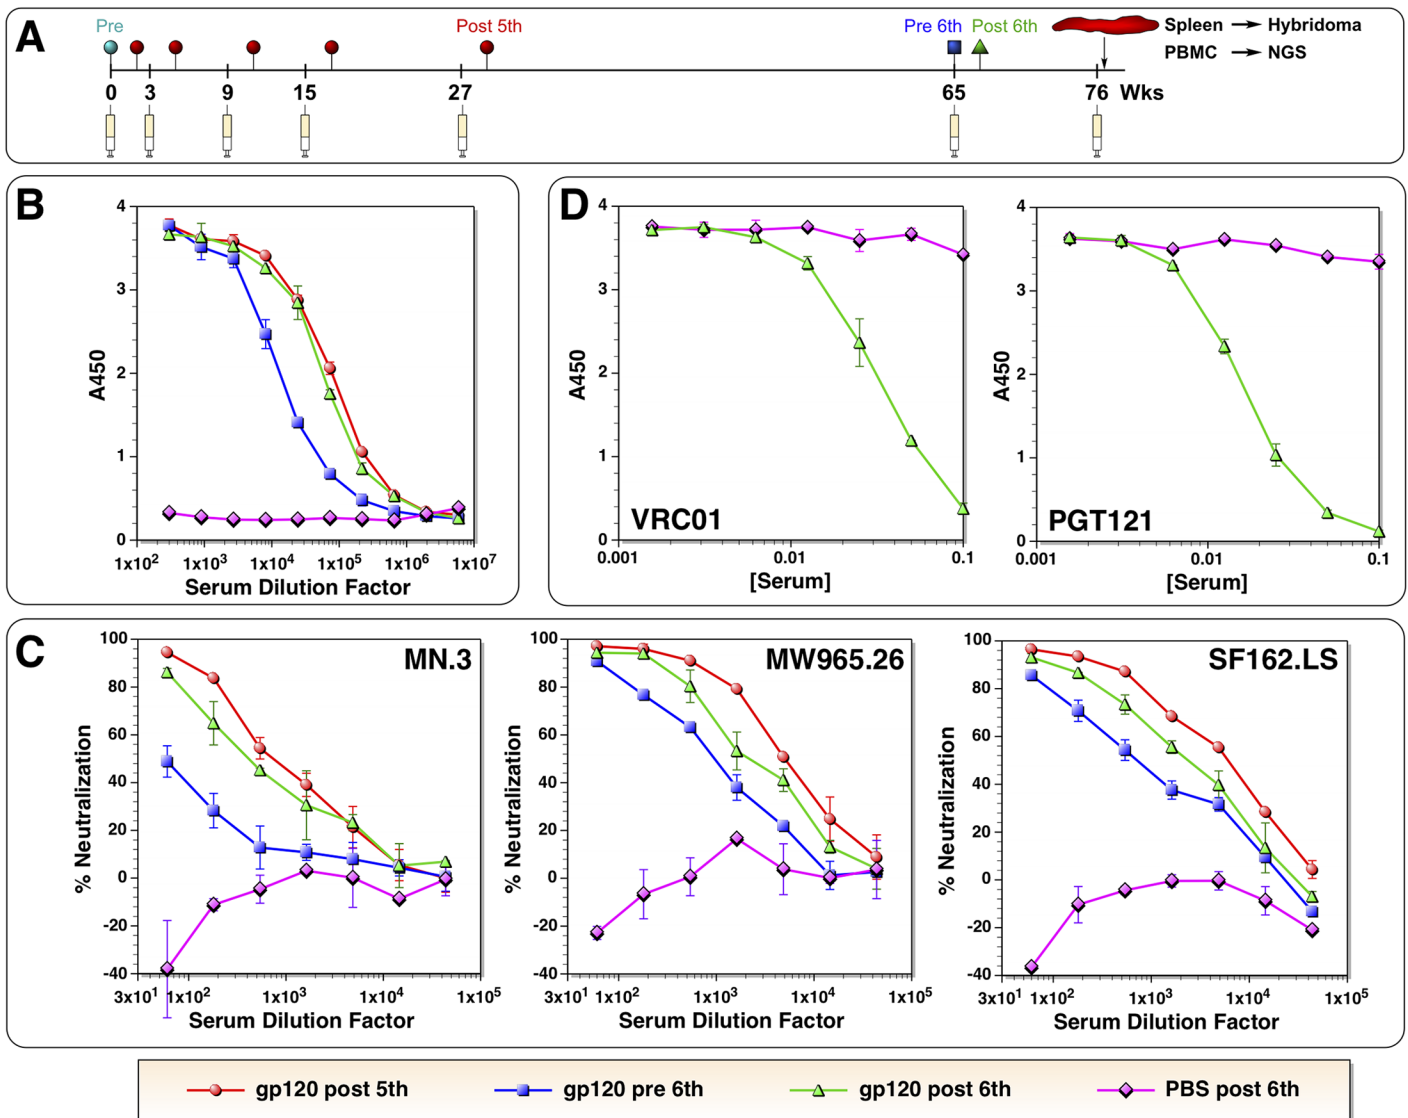 A
Pre
Post 5th
Pre 6th
Post 6th
Spleen → Hybridoma
PBMC → NGS
0 3 9 15 27 65 76 Wks
B
4
3
2
1
0
A450
1x10² 1x10³ 1x10⁴ 1x10⁵ 1x10⁶ 1x10⁷
Serum Dilution Factor
D
4
3
2
1
0
A450
VRC01
0.001 0.01 0.1
[Serum]
4
3
2
1
0
A450
PGT121
0.001 0.01 0.1
[Serum]
C
100
80
60
40
20
0
-20
-40
% Neutralization
MN.3
3x10¹ 1x10² 1x10³ 1x10⁴ 1x10⁵
Serum Dilution Factor
100
80
60
40
20
0
-20
-40
% Neutralization
MW965.26
3x10¹ 1x10² 1x10³ 1x10⁴ 1x10⁵
Serum Dilution Factor
100
80
60
40
20
0
-20
-40
% Neutralization
SF162.LS
3x10¹ 1x10² 1x10³ 1x10⁴ 1x10⁵
Serum Dilution Factor
gp120 post 5th
gp120 pre 6th
gp120 post 6th
PBS post 6th